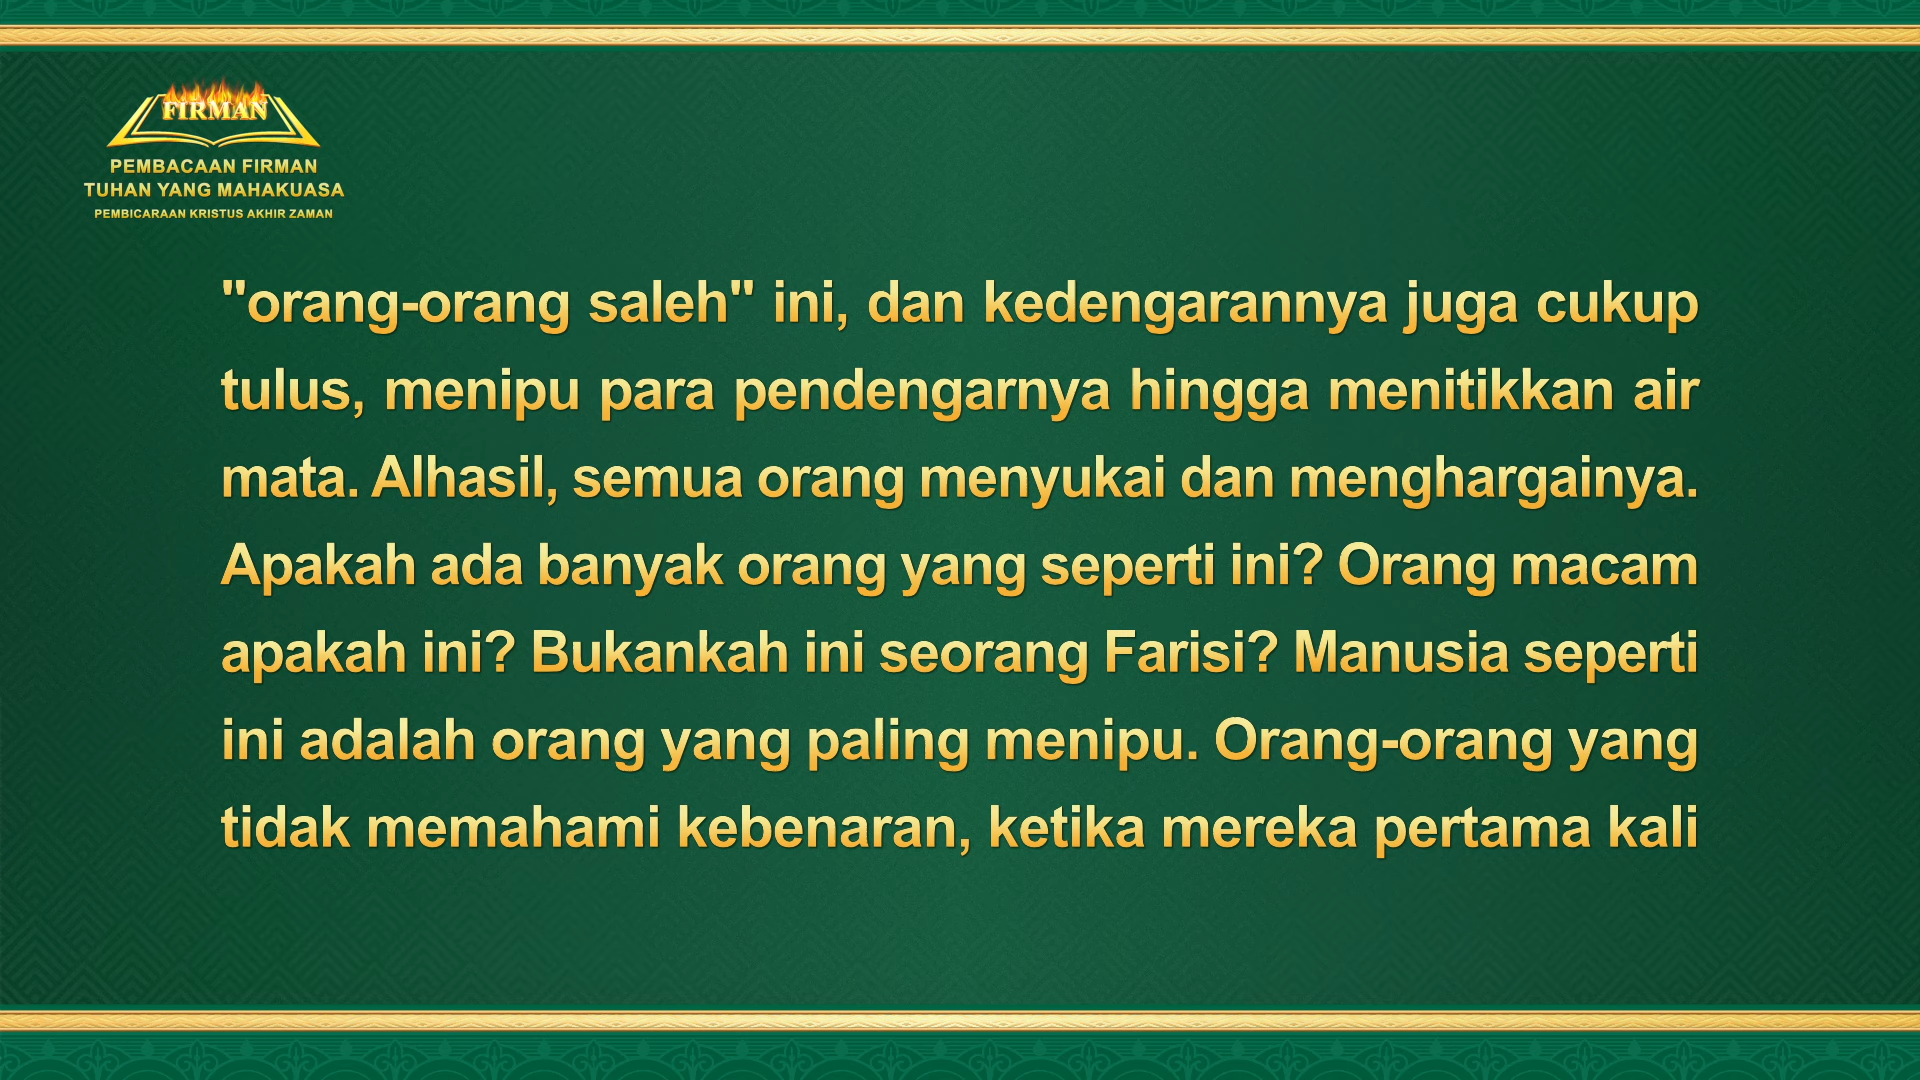 FIRMAN
PEMBACAAN FIRMAN
TUHAN YANG MAHAKUASA
PEMBICARAAN KRISTUS AKHIR ZAMAN
"orang-orang saleh" ini, dan kedengarannya juga cukup
tulus, menipu para pendengarnya hingga menitikkan air
mata. Alhasil, semua orang menyukai dan menghargainya.
Apakah ada banyak orang yang seperti ini? Orang macam
apakah ini? Bukankah ini seorang Farisi? Manusia seperti
ini adalah orang yang paling menipu. Orang-orang yang
tidak memahami kebenaran, ketika mereka pertama kali